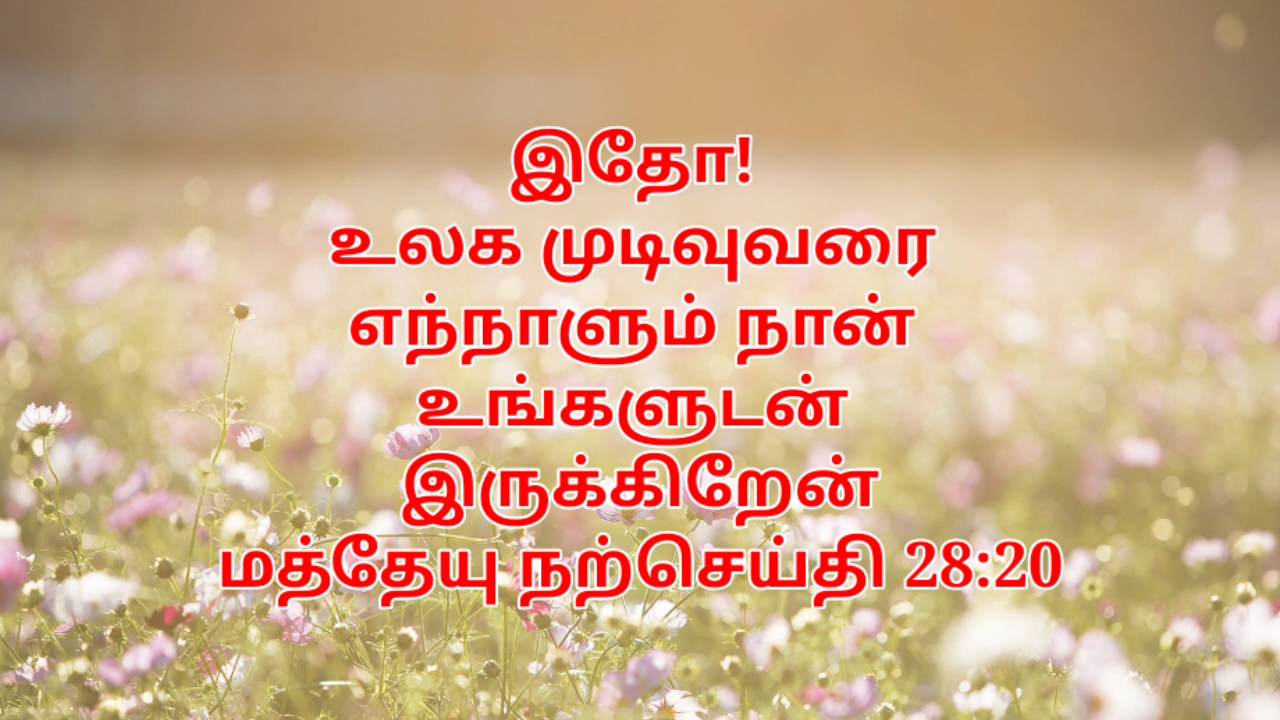 இதோ!
உலக முடிவுவரை
எந்நாளும் நான்
உங்களுடன்
இருக்கிறேன்
மத்தேயு நற்செய்தி 28:20